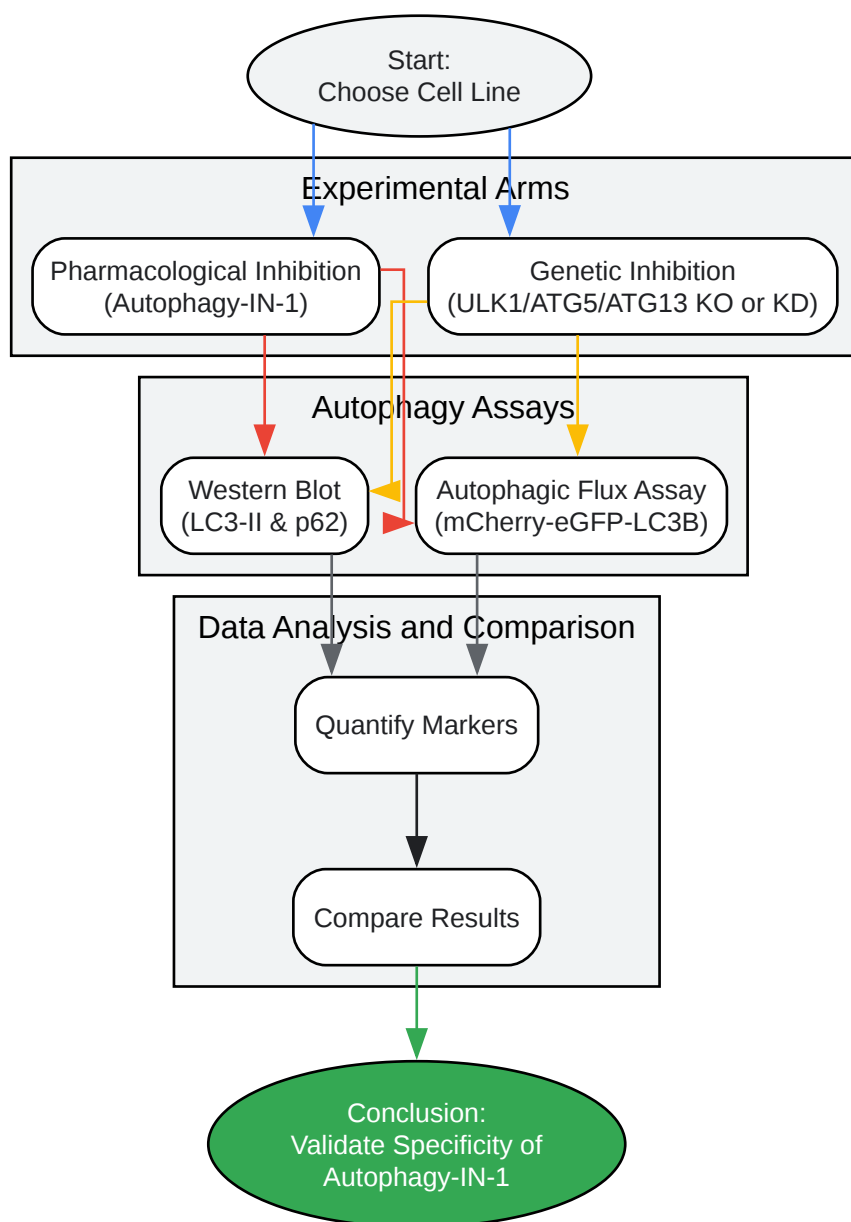 Start:
Choose Cell Line
Experimental Arms
Pharmacological Inhibition
(Autophagy-IN-1)
Genetic Inhibition
(ULK1/ATG5/ATG13 KO or KD)
Autophagy Assays
Western Blot
(LC3-II & p62)
Autophagic Flux Assay
(mCherry-eGFP-LC3B)
Data Analysis and Comparison
Quantify Markers
Compare Results
Conclusion:
Validate Specificity of
Autophagy-IN-1